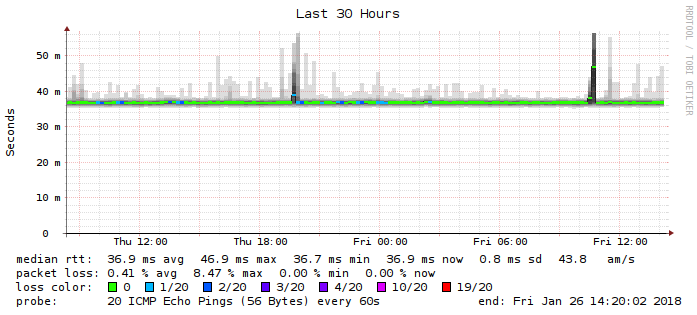 Last 30 Hours
RRDTOOL / TOBI OETIKER
Seconds
50 m
40 m
30 m
20 m
10 m
0
Thu 12:00 Thu 18:00 Fri 00:00 Fri 06:00 Fri 12:00
median rtt: 36.9 ms avg 46.9 ms max 36.7 ms min 36.9 ms now 0.8 ms sd 43.8 am/s
packet loss: 0.41 % avg 8.47 % max 0.00 % min 0.00 % now
loss color: 0 1/20 2/20 3/20 4/20 10/20 19/20
probe: 20 ICMP Echo Pings (56 Bytes) every 60s end: Fri Jan 26 14:20:02 2018